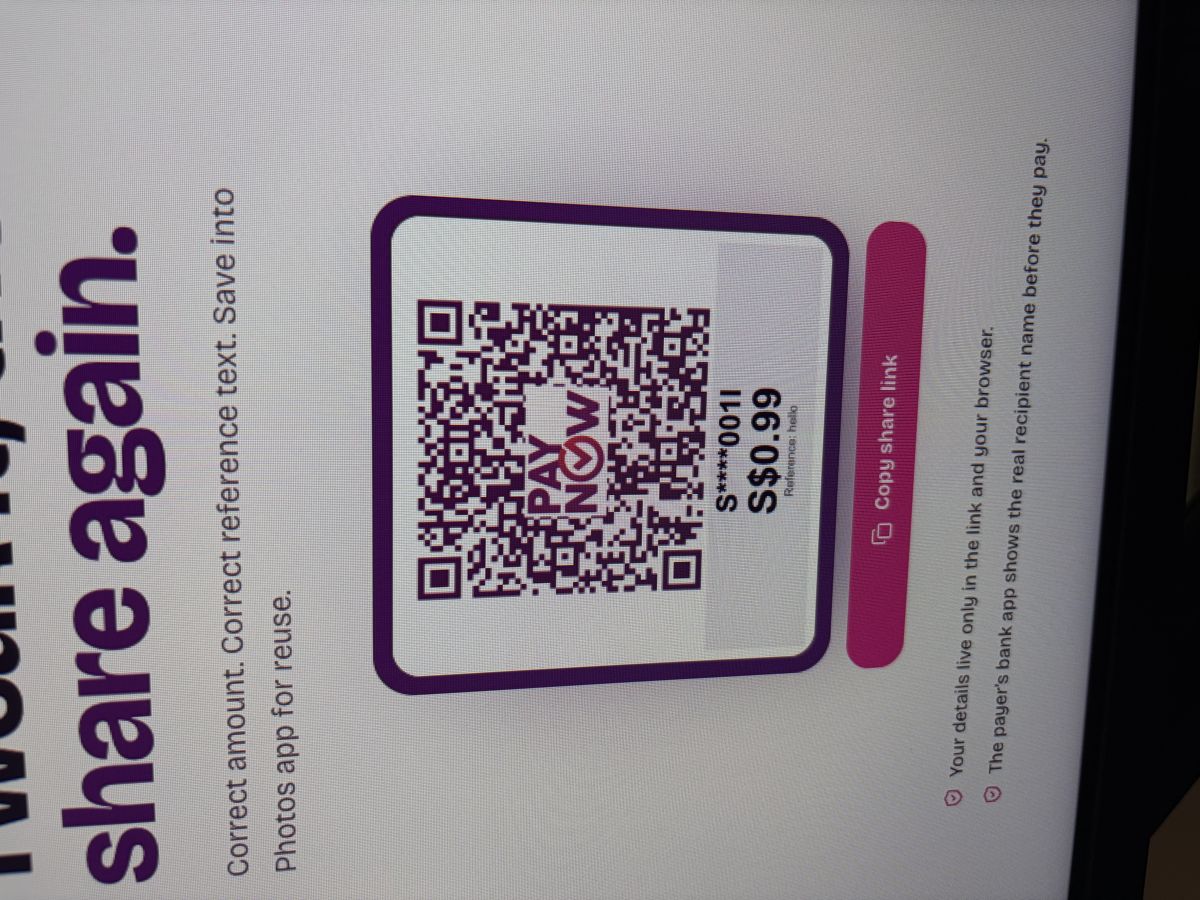 share again.
Correct amount. Correct reference text. Save into
Photos app for reuse.
PAY
NOW
S****001I
S$0.99
Reference: hello
Copy share link
Your details live only in the link and your browser.
The payer's bank app shows the real recipient name before they pay.